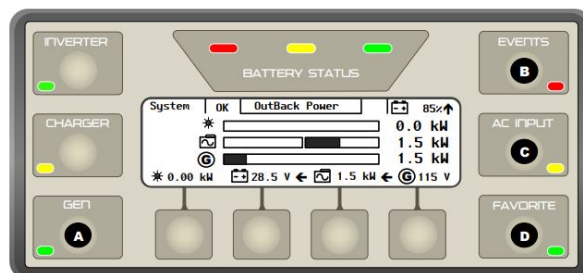 INVERTER
CHARGER
GEN
A
BATTERY STATUS
System OK OutBack Power 85%
0.0 kW
1.5 kW
G 1.5 kW
0.00 kW 28.5 V 1.5 kW G 115 V
EVENTS
B
AC INPUT
C
FAVORITE
D